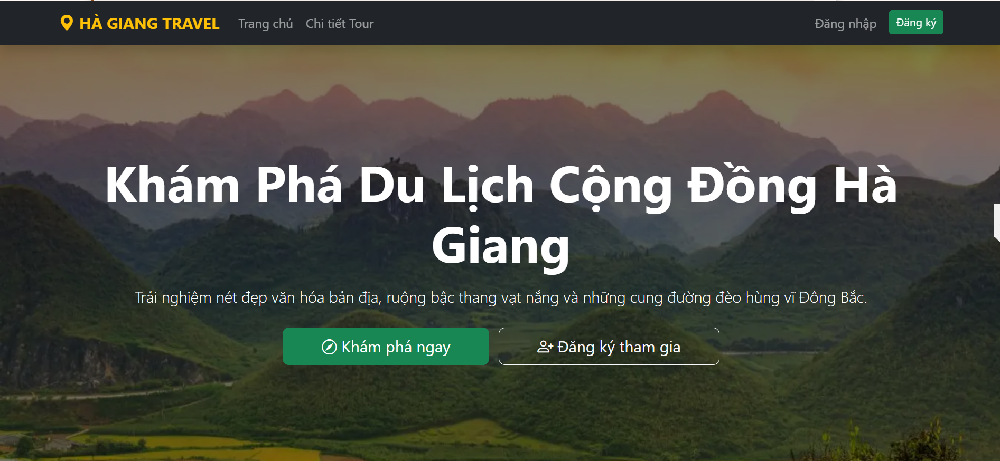 HÀ GIANG TRAVEL
Trang chủ
Chi tiết Tour
Đăng nhập
Đăng ký
Khám Phá Du Lịch Cộng Đồng Hà
Giang
Trải nghiệm nét đẹp văn hóa bản địa, ruộng bậc thang vạt nắng và những cung đường đèo hùng vĩ Đông Bắc.
Khám phá ngay
Đăng ký tham gia